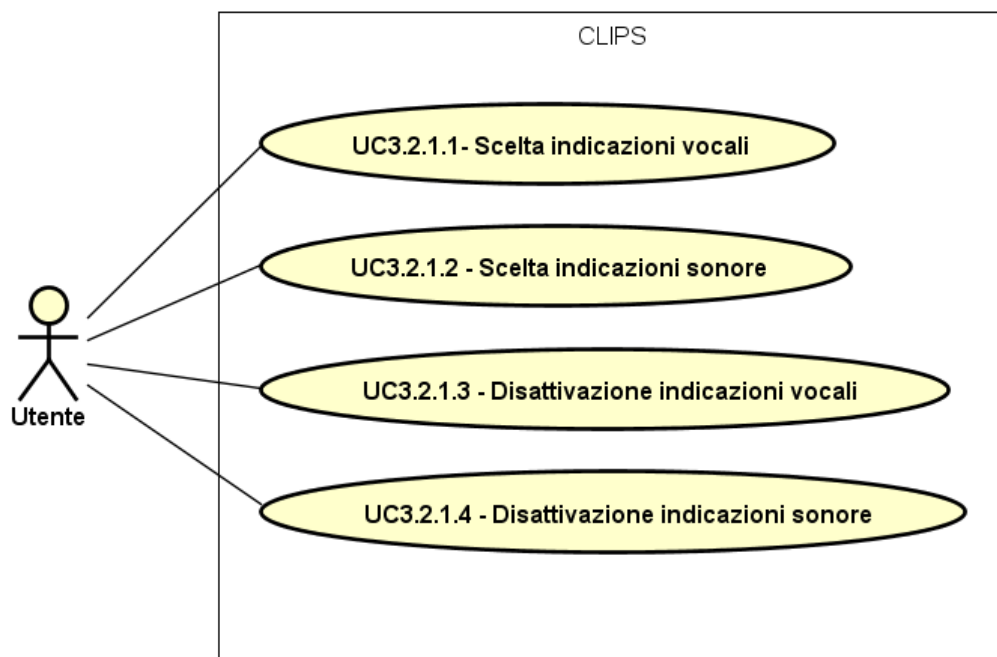 CLIPS
UC3.2.1.1- Scelta indicazioni vocali
UC3.2.1.2 - Scelta indicazioni sonore
UC3.2.1.3 - Disattivazione indicazioni vocali
Utente
UC3.2.1.4 - Disattivazione indicazioni sonore